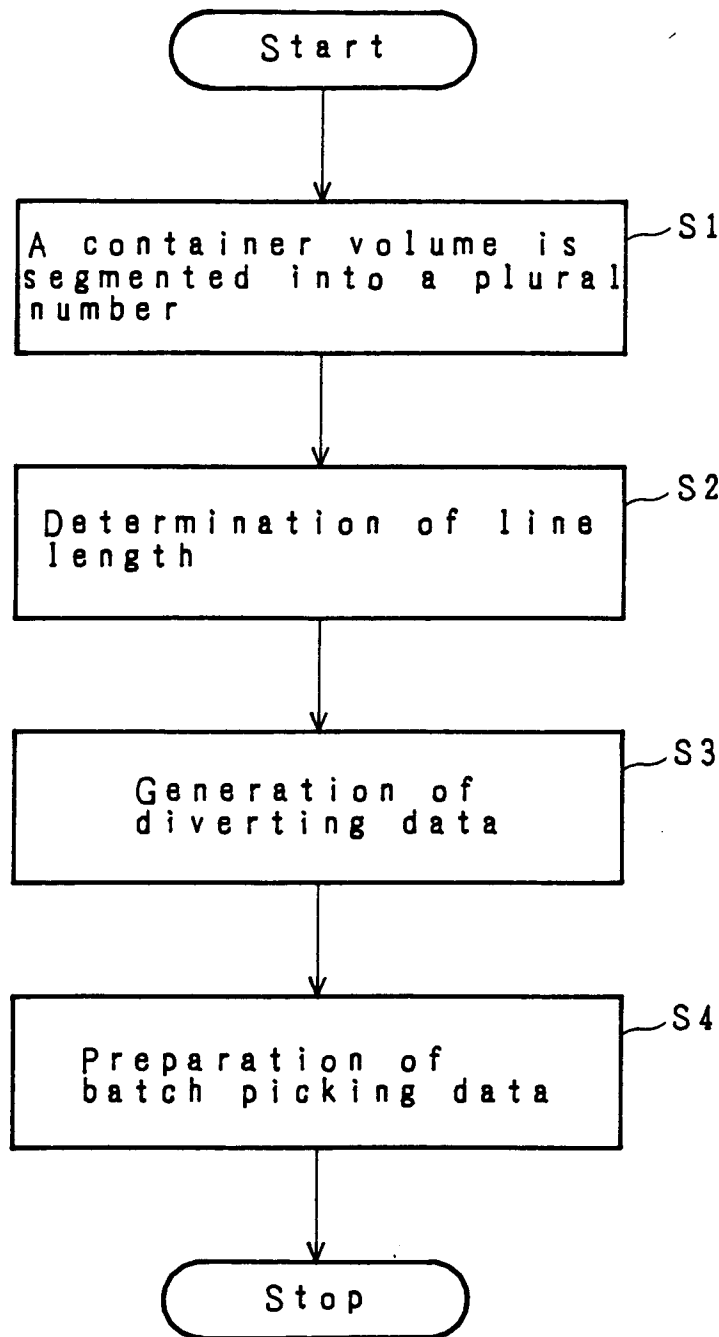 Start
A container volume is
segmented into a plural
number
S1
Determination of line
length
S2
Generation of
diverting data
S3
Preparation of
batch picking data
S4
Stop